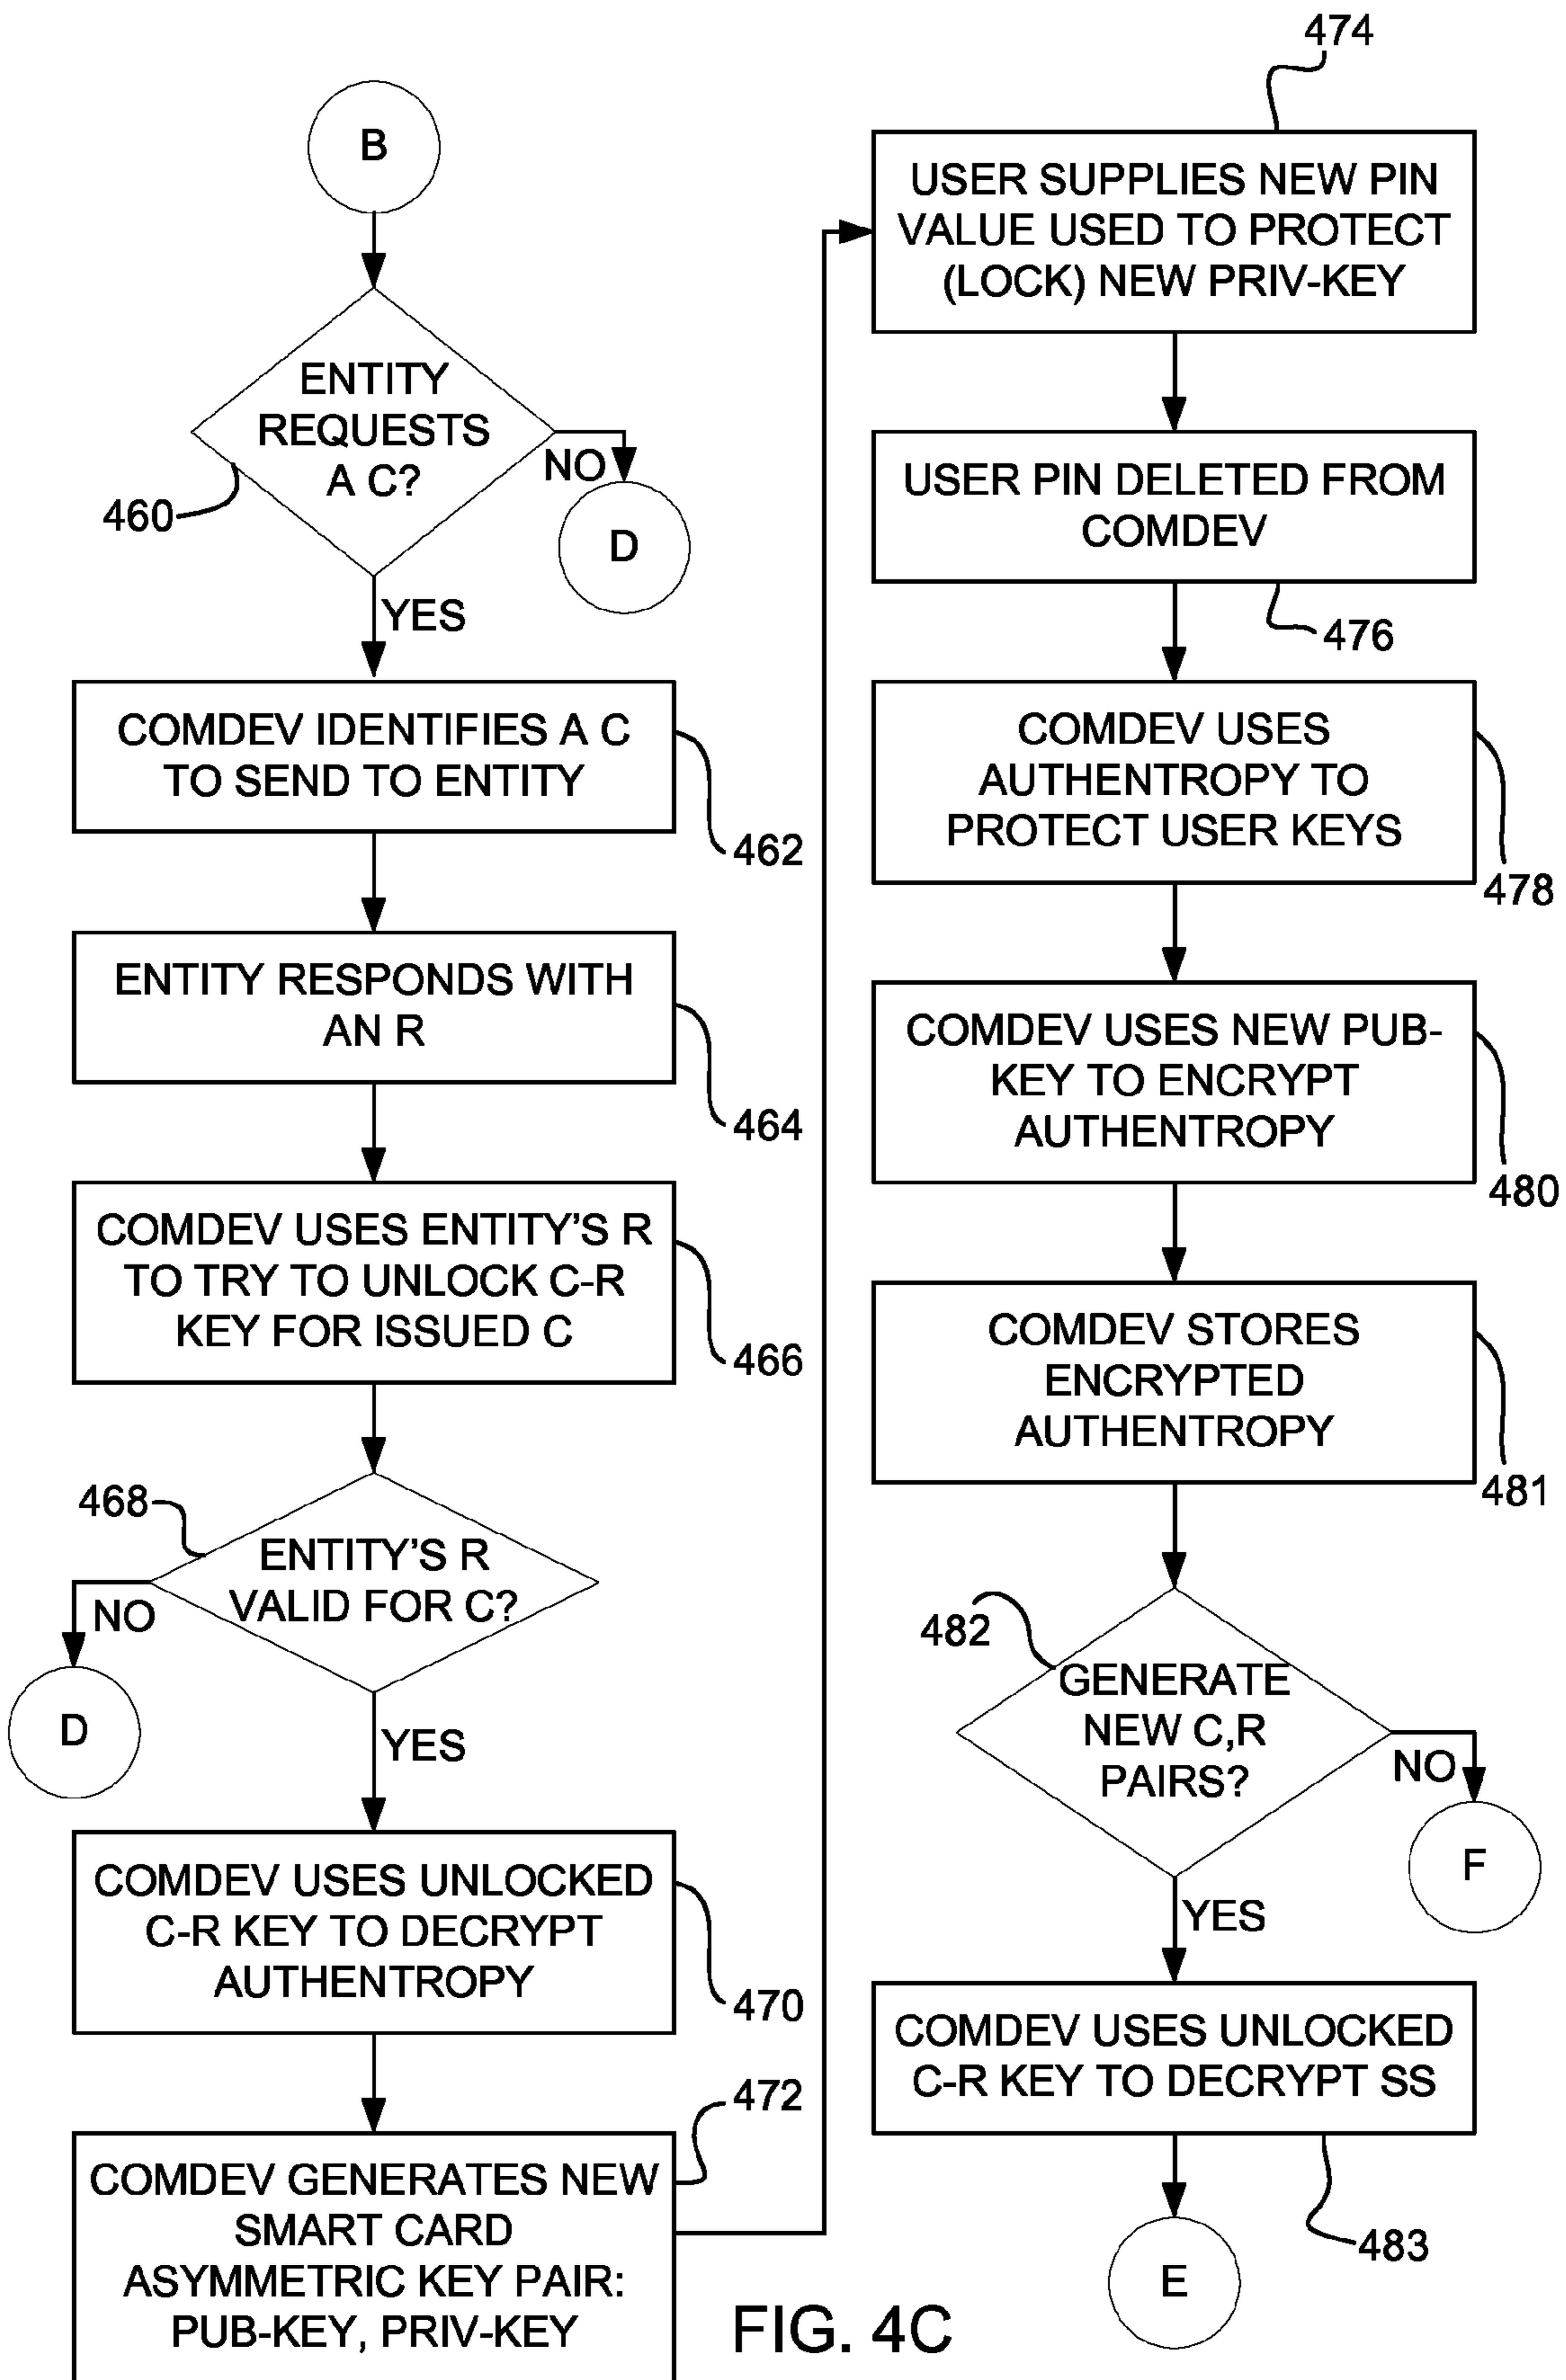 B
ENTITY
REQUESTS
A C?
460
NO
D
YES
COMDEV IDENTIFIES A C
TO SEND TO ENTITY
462
ENTITY RESPONDS WITH
AN R
464
COMDEV USES ENTITY'S R
TO TRY TO UNLOCK C-R
KEY FOR ISSUED C
466
468
ENTITY'S R
VALID FOR C?
NO
D
YES
COMDEV USES UNLOCKED
C-R KEY TO DECRYPT
AUTHENTROPY
470
472
COMDEV GENERATES NEW
SMART CARD
ASYMMETRIC KEY PAIR:
PUB-KEY, PRIV-KEY
474
USER SUPPLIES NEW PIN
VALUE USED TO PROTECT
(LOCK) NEW PRIV-KEY
USER PIN DELETED FROM
COMDEV
476
COMDEV USES
AUTHENTROPY TO
PROTECT USER KEYS
478
COMDEV USES NEW PUB-
KEY TO ENCRYPT
AUTHENTROPY
480
COMDEV STORES
ENCRYPTED
AUTHENTROPY
481
482
GENERATE
NEW C,R
PAIRS?
NO
F
YES
COMDEV USES UNLOCKED
C-R KEY TO DECRYPT SS
483
E
FIG. 4C